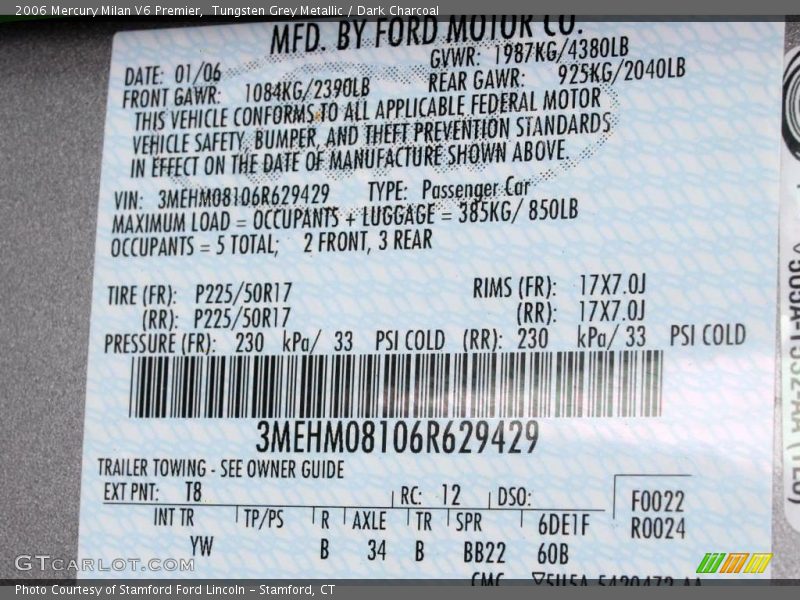 2006 Mercury Milan V6 Premier, Tungsten Grey Metallic / Dark Charcoal
MFD. BY FORD MOTOR CO.
DATE: 01/06 GVWR: 1987KG/4380LB
FRONT GAWR: 1084KG/2390LB REAR GAWR: 925KG/2040LB
THIS VEHICLE CONFORMS TO ALL APPLICABLE FEDERAL MOTOR
VEHICLE SAFETY, BUMPER, AND THEFT PREVENTION STANDARDS
IN EFFECT ON THE DATE OF MANUFACTURE SHOWN ABOVE.
VIN: 3MEHM08106R629429 TYPE: Passenger Car
MAXIMUM LOAD = OCCUPANTS + LUGGAGE = 385KG/ 850LB
OCCUPANTS = 5 TOTAL; 2 FRONT, 3 REAR
TIRE (FR): P225/50R17 RIMS (FR): 17X7.0J
(RR): P225/50R17 (RR): 17X7.0J
PRESSURE (FR): 230 kPa/ 33 PSI COLD (RR): 230 kPa/ 33 PSI COLD
3MEHM08106R629429
TRAILER TOWING - SEE OWNER GUIDE
EXT PNT: T8 RC: 12 DSO: F0022
INT TR TP/PS R AXLE TR SPR 6DE1F R0024
YW B 34 B BB22 60B
GTCARLOT.COM
Photo Courtesy of Stamford Ford Lincoln – Stamford, CT